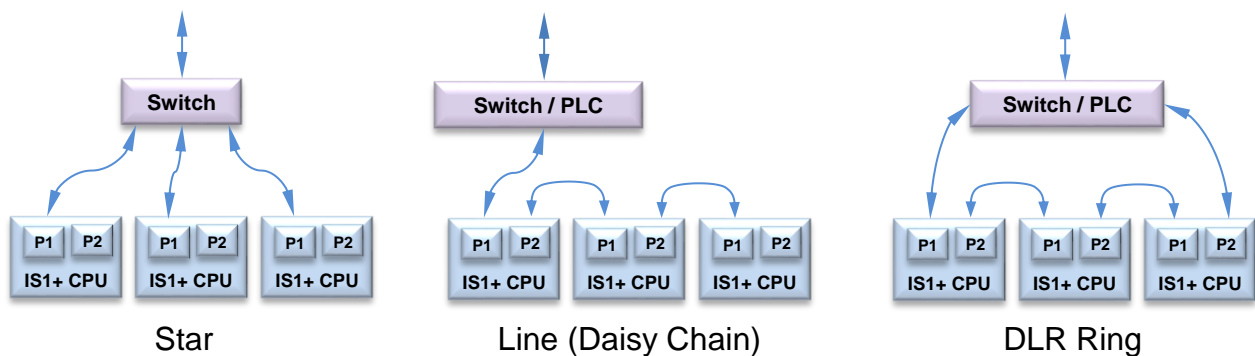 Switch
Switch / PLC
Switch / PLC
P1 P2 P1 P2 P1 P2
IS1+ CPU IS1+ CPU IS1+ CPU
P1 P2 P1 P2 P1 P2
IS1+ CPU IS1+ CPU IS1+ CPU
P1 P2 P1 P2 P1 P2
IS1+ CPU IS1+ CPU IS1+ CPU
Star
Line (Daisy Chain)
DLR Ring